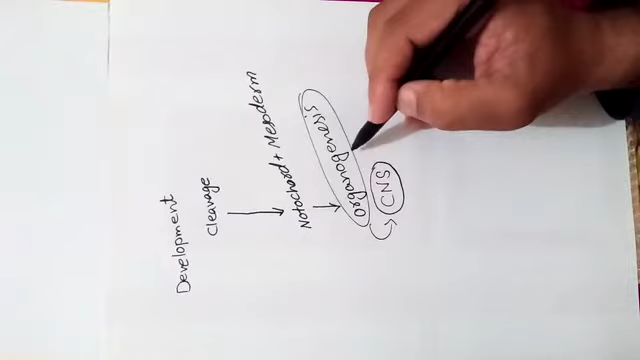 Development
Cleavage
Notochord + Mesoderm
Organogenesis
CNS